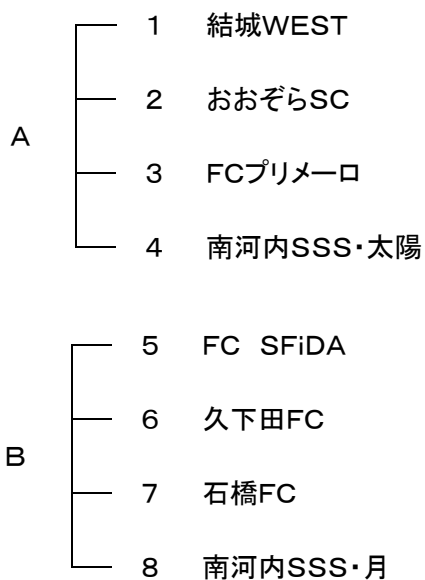 1 結城WEST
2 おおぞらSC
A
3 FCプリメーロ
4 南河内SSS・太陽
5 FC SFiDA
6 久下田FC
B
7 石橋FC
8 南河内SSS・月